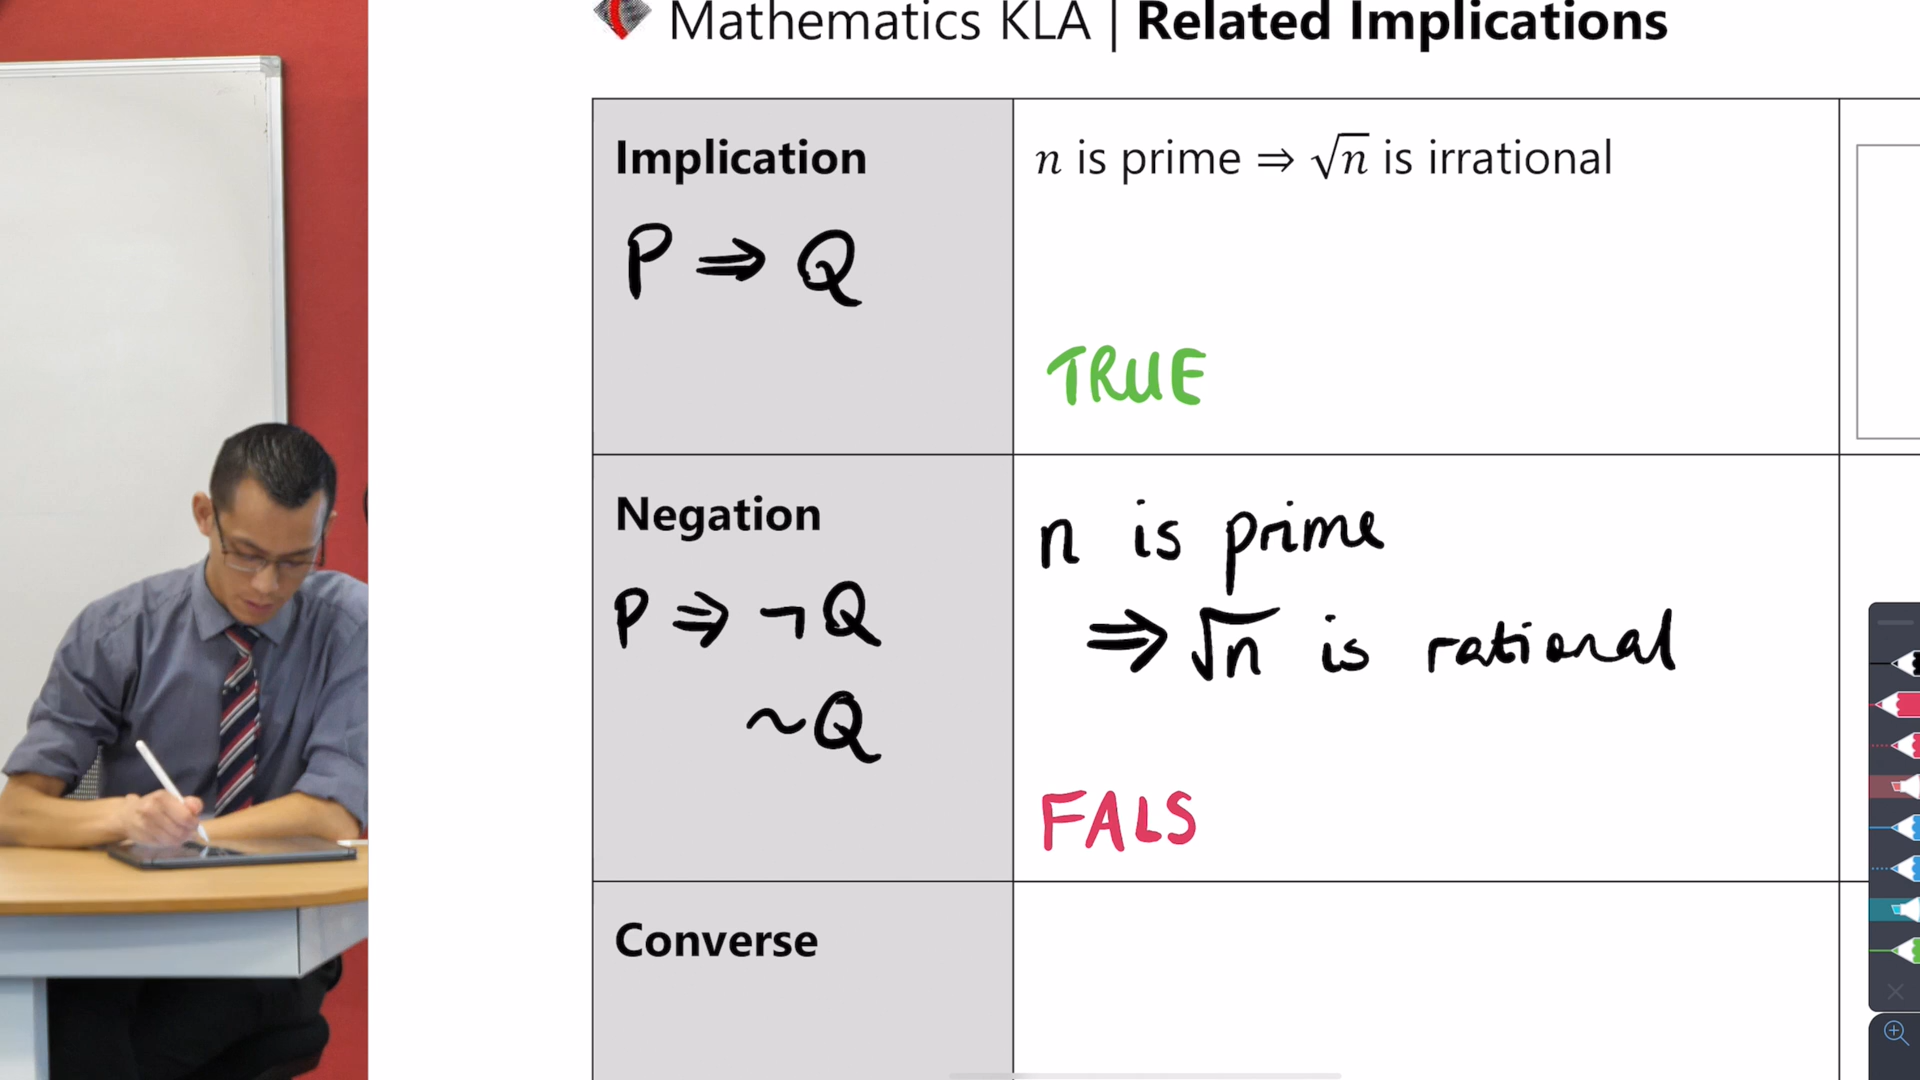 Mathematics KLA | Related Implications
Implication
n is prime ⇒ √n is irrational
P ⇒ Q
TRUE
Negation
n is prime
P ⇒ ¬Q
⇒ √n is rational
~Q
FALS
Converse